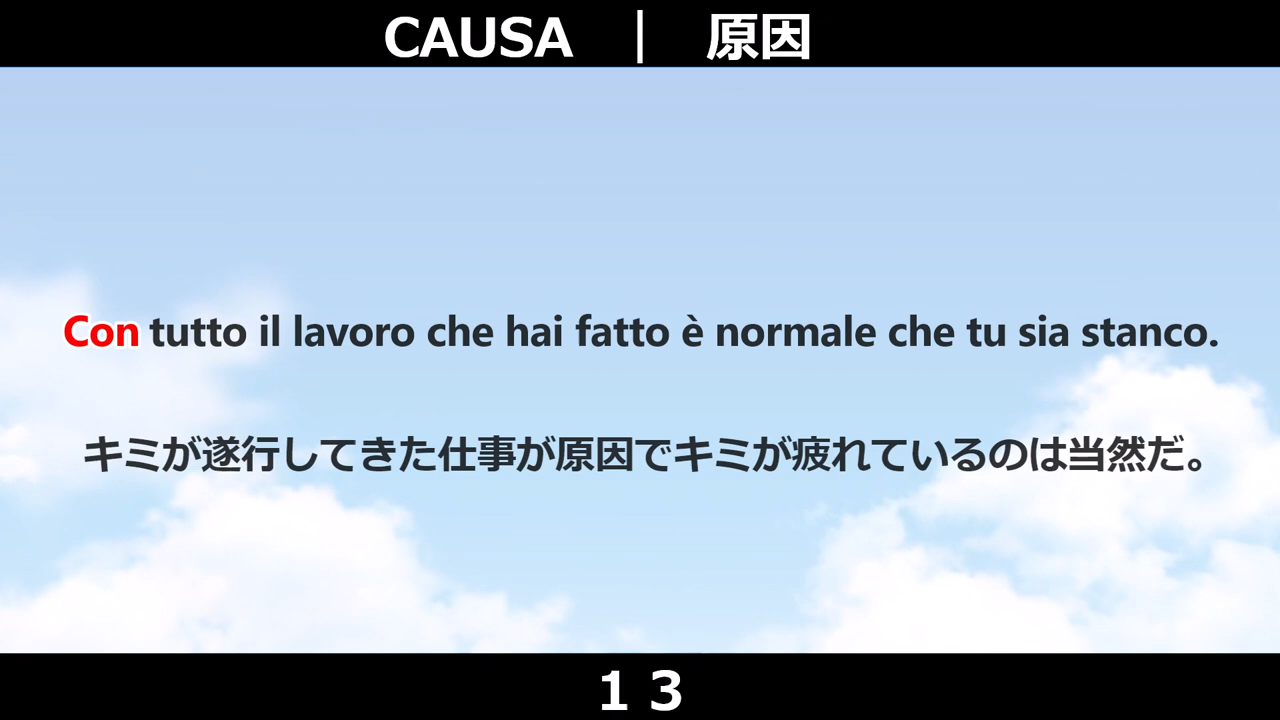 CAUSA ｜ 原因
Con tutto il lavoro che hai fatto è normale che tu sia stanco.
キミが遂行してきた仕事が原因でキミが疲れているのは当然だ。
１３